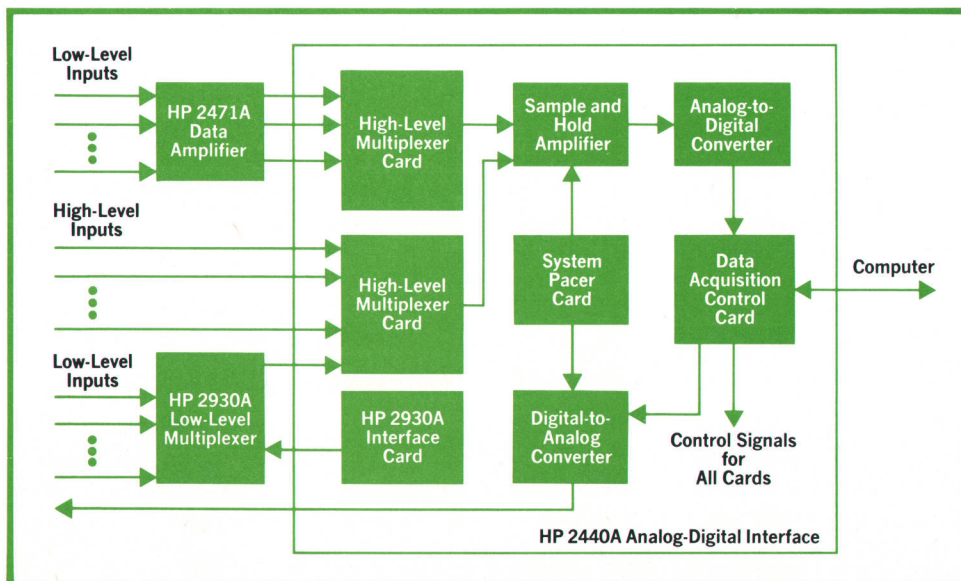 Low-Level
Inputs
HP 2471A
Data
Amplifier
High-Level
Multiplexer
Card
Sample and
Hold
Amplifier
Analog-to-
Digital
Converter
High-Level
Inputs
High-Level
Multiplexer
Card
System
Pacer
Card
Data
Acquisition
Control
Card
Computer
Low-Level
Inputs
HP 2930A
Low-Level
Multiplexer
HP 2930A
Interface
Card
Digital-to-
Analog
Converter
Control Signals
for
All Cards
HP 2440A Analog-Digital Interface